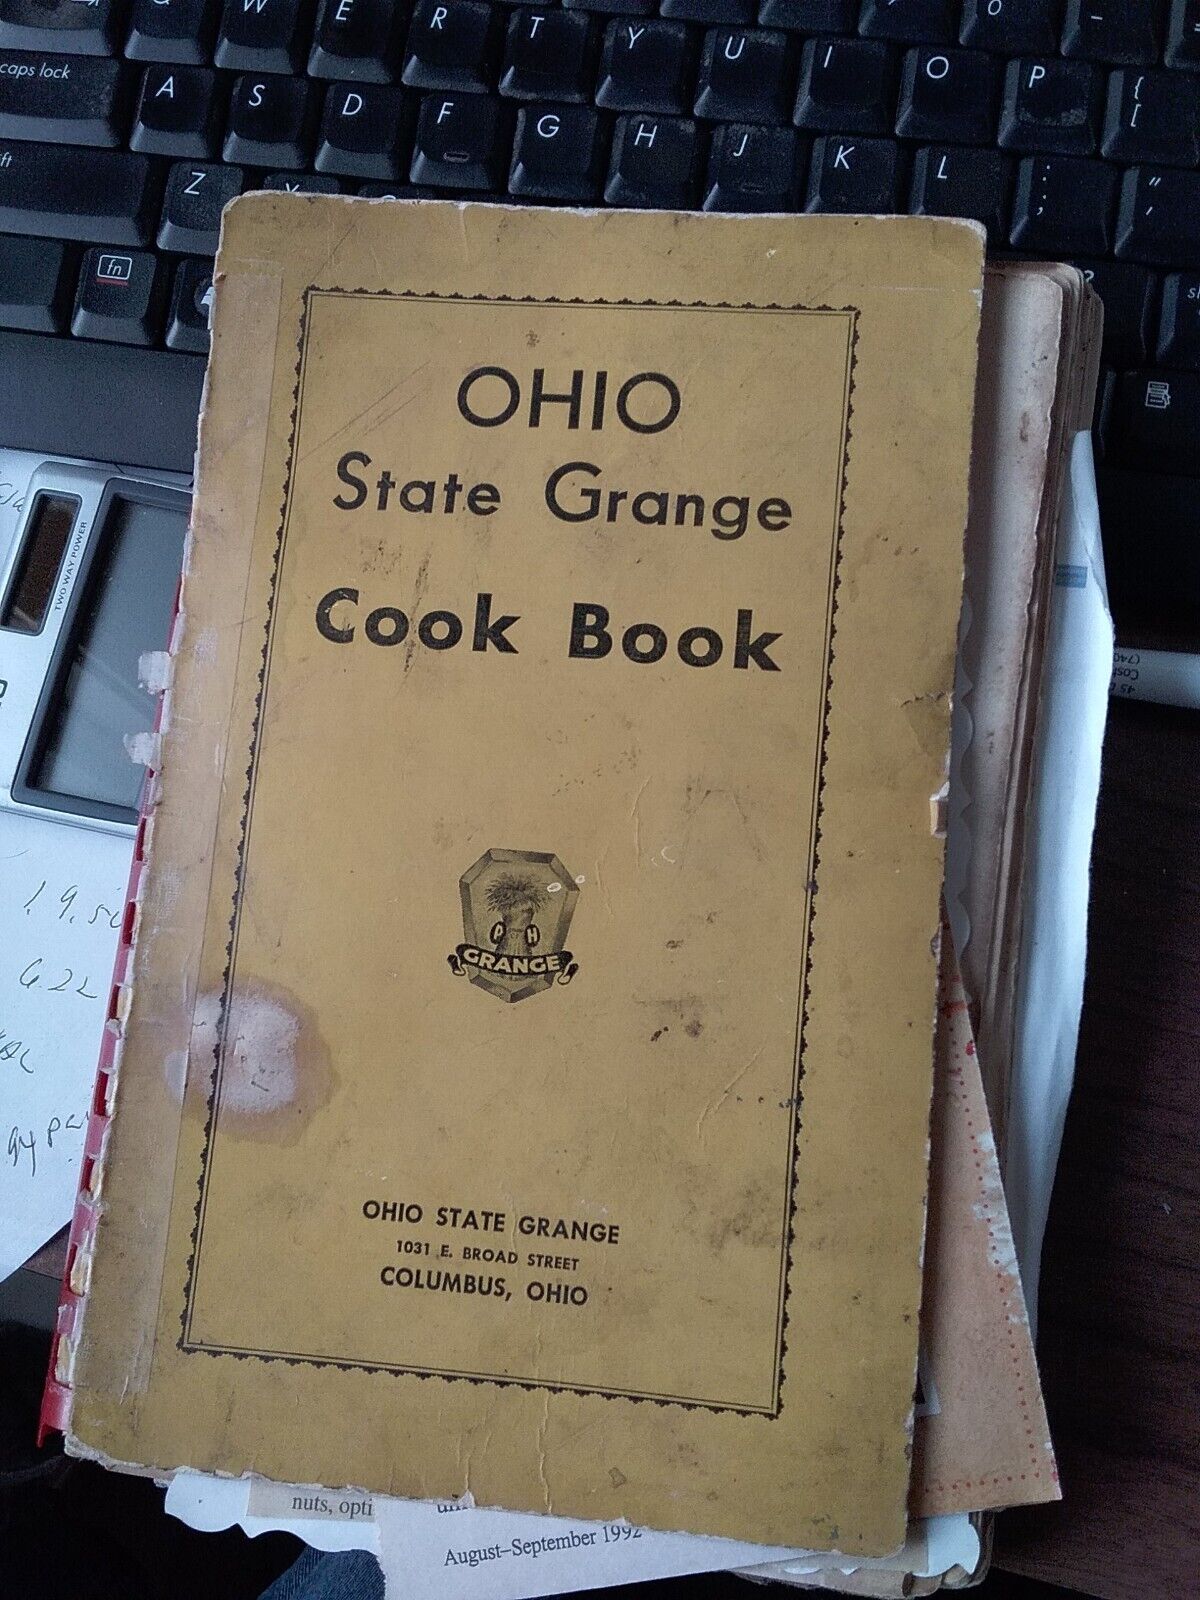 Q W E R T Y U I O P { [
caps lock A S D F G H J K L : ; " '
Z
fn
TWO WAY POWER
OHIO
State Grange
Cook Book
P H
GRANGE
OHIO STATE GRANGE
1031 E. BROAD STREET
COLUMBUS, OHIO
nuts, opti
August–September 1992
622